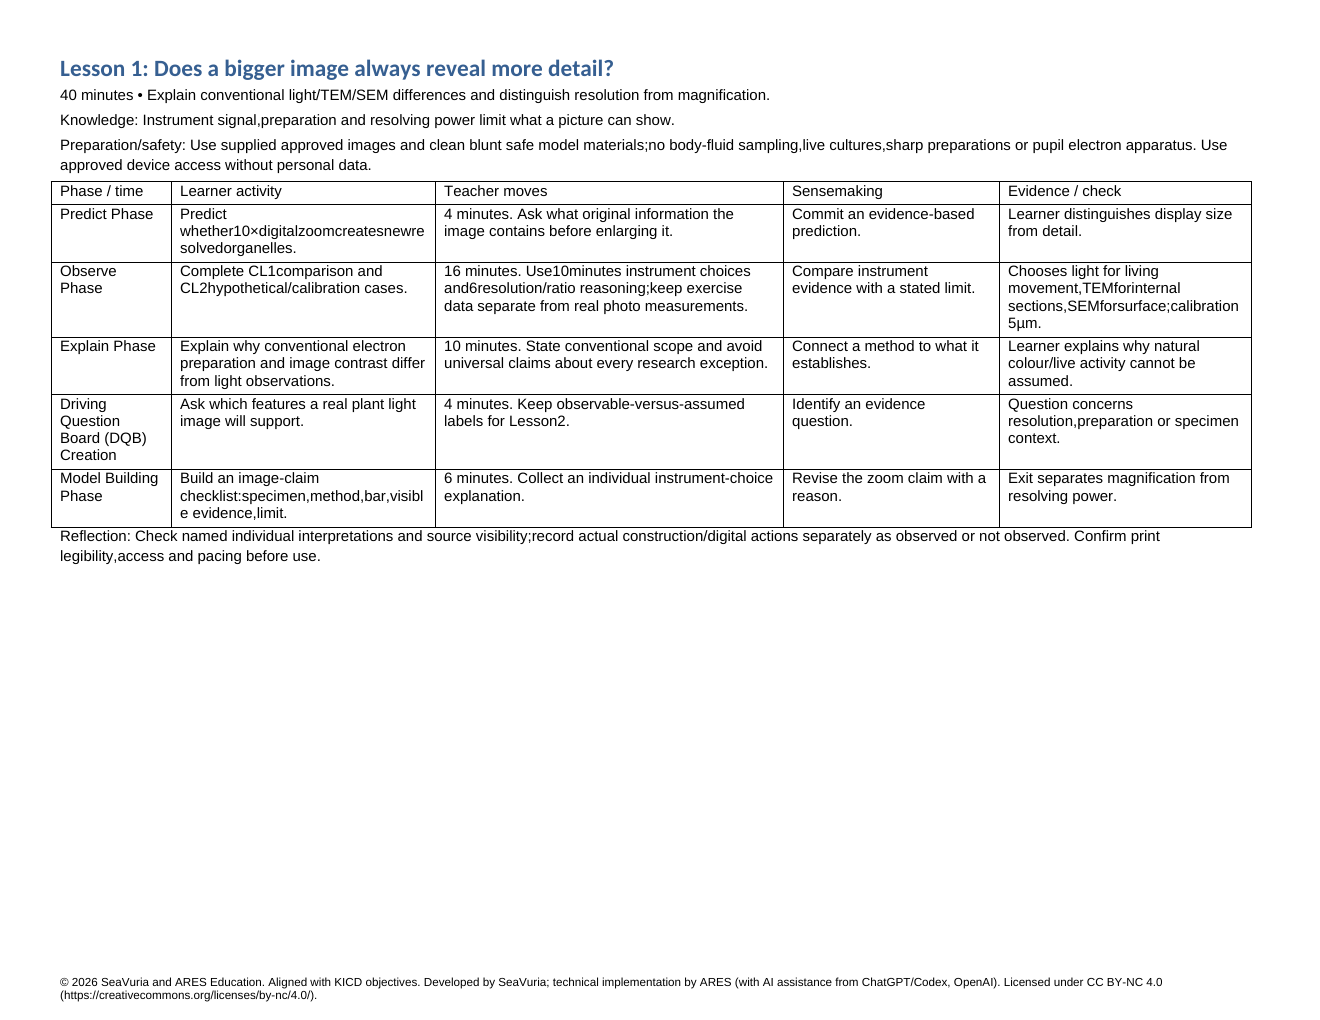 Lesson 1: Does a bigger image always reveal more detail?
40 minutes • Explain conventional light/TEM/SEM differences and distinguish resolution from magnification.
Knowledge: Instrument signal,preparation and resolving power limit what a picture can show.
Preparation/safety: Use supplied approved images and clean blunt safe model materials;no body-fluid sampling,live cultures,sharp preparations or pupil electron apparatus. Use
approved device access without personal data.
Phase / time
Learner activity
Teacher moves
Sensemaking
Evidence / check
Predict Phase
Predict
whether10×digitalzoomcreatesnewre
solvedorganelles.
4 minutes. Ask what original information the
image contains before enlarging it.
Commit an evidence-based
prediction.
Learner distinguishes display size
from detail.
Observe
Phase
Complete CL1comparison and
CL2hypothetical/calibration cases.
16 minutes. Use10minutes instrument choices
and6resolution/ratio reasoning;keep exercise
data separate from real photo measurements.
Compare instrument
evidence with a stated limit.
Chooses light for living
movement,TEMforinternal
sections,SEMforsurface;calibration
5µm.
Explain Phase
Explain why conventional electron
preparation and image contrast differ
from light observations.
10 minutes. State conventional scope and avoid
universal claims about every research exception.
Connect a method to what it
establishes.
Learner explains why natural
colour/live activity cannot be
assumed.
Driving
Question
Board (DQB)
Creation
Ask which features a real plant light
image will support.
4 minutes. Keep observable-versus-assumed
labels for Lesson2.
Identify an evidence
question.
Question concerns
resolution,preparation or specimen
context.
Model Building
Phase
Build an image-claim
checklist:specimen,method,bar,visibl
e evidence,limit.
6 minutes. Collect an individual instrument-choice
explanation.
Revise the zoom claim with a
reason.
Exit separates magnification from
resolving power.
Reflection: Check named individual interpretations and source visibility;record actual construction/digital actions separately as observed or not observed. Confirm print
legibility,access and pacing before use.
© 2026 SeaVuria and ARES Education. Aligned with KICD objectives. Developed by SeaVuria; technical implementation by ARES (with AI assistance from ChatGPT/Codex, OpenAI). Licensed under CC BY-NC 4.0
(https://creativecommons.org/licenses/by-nc/4.0/).